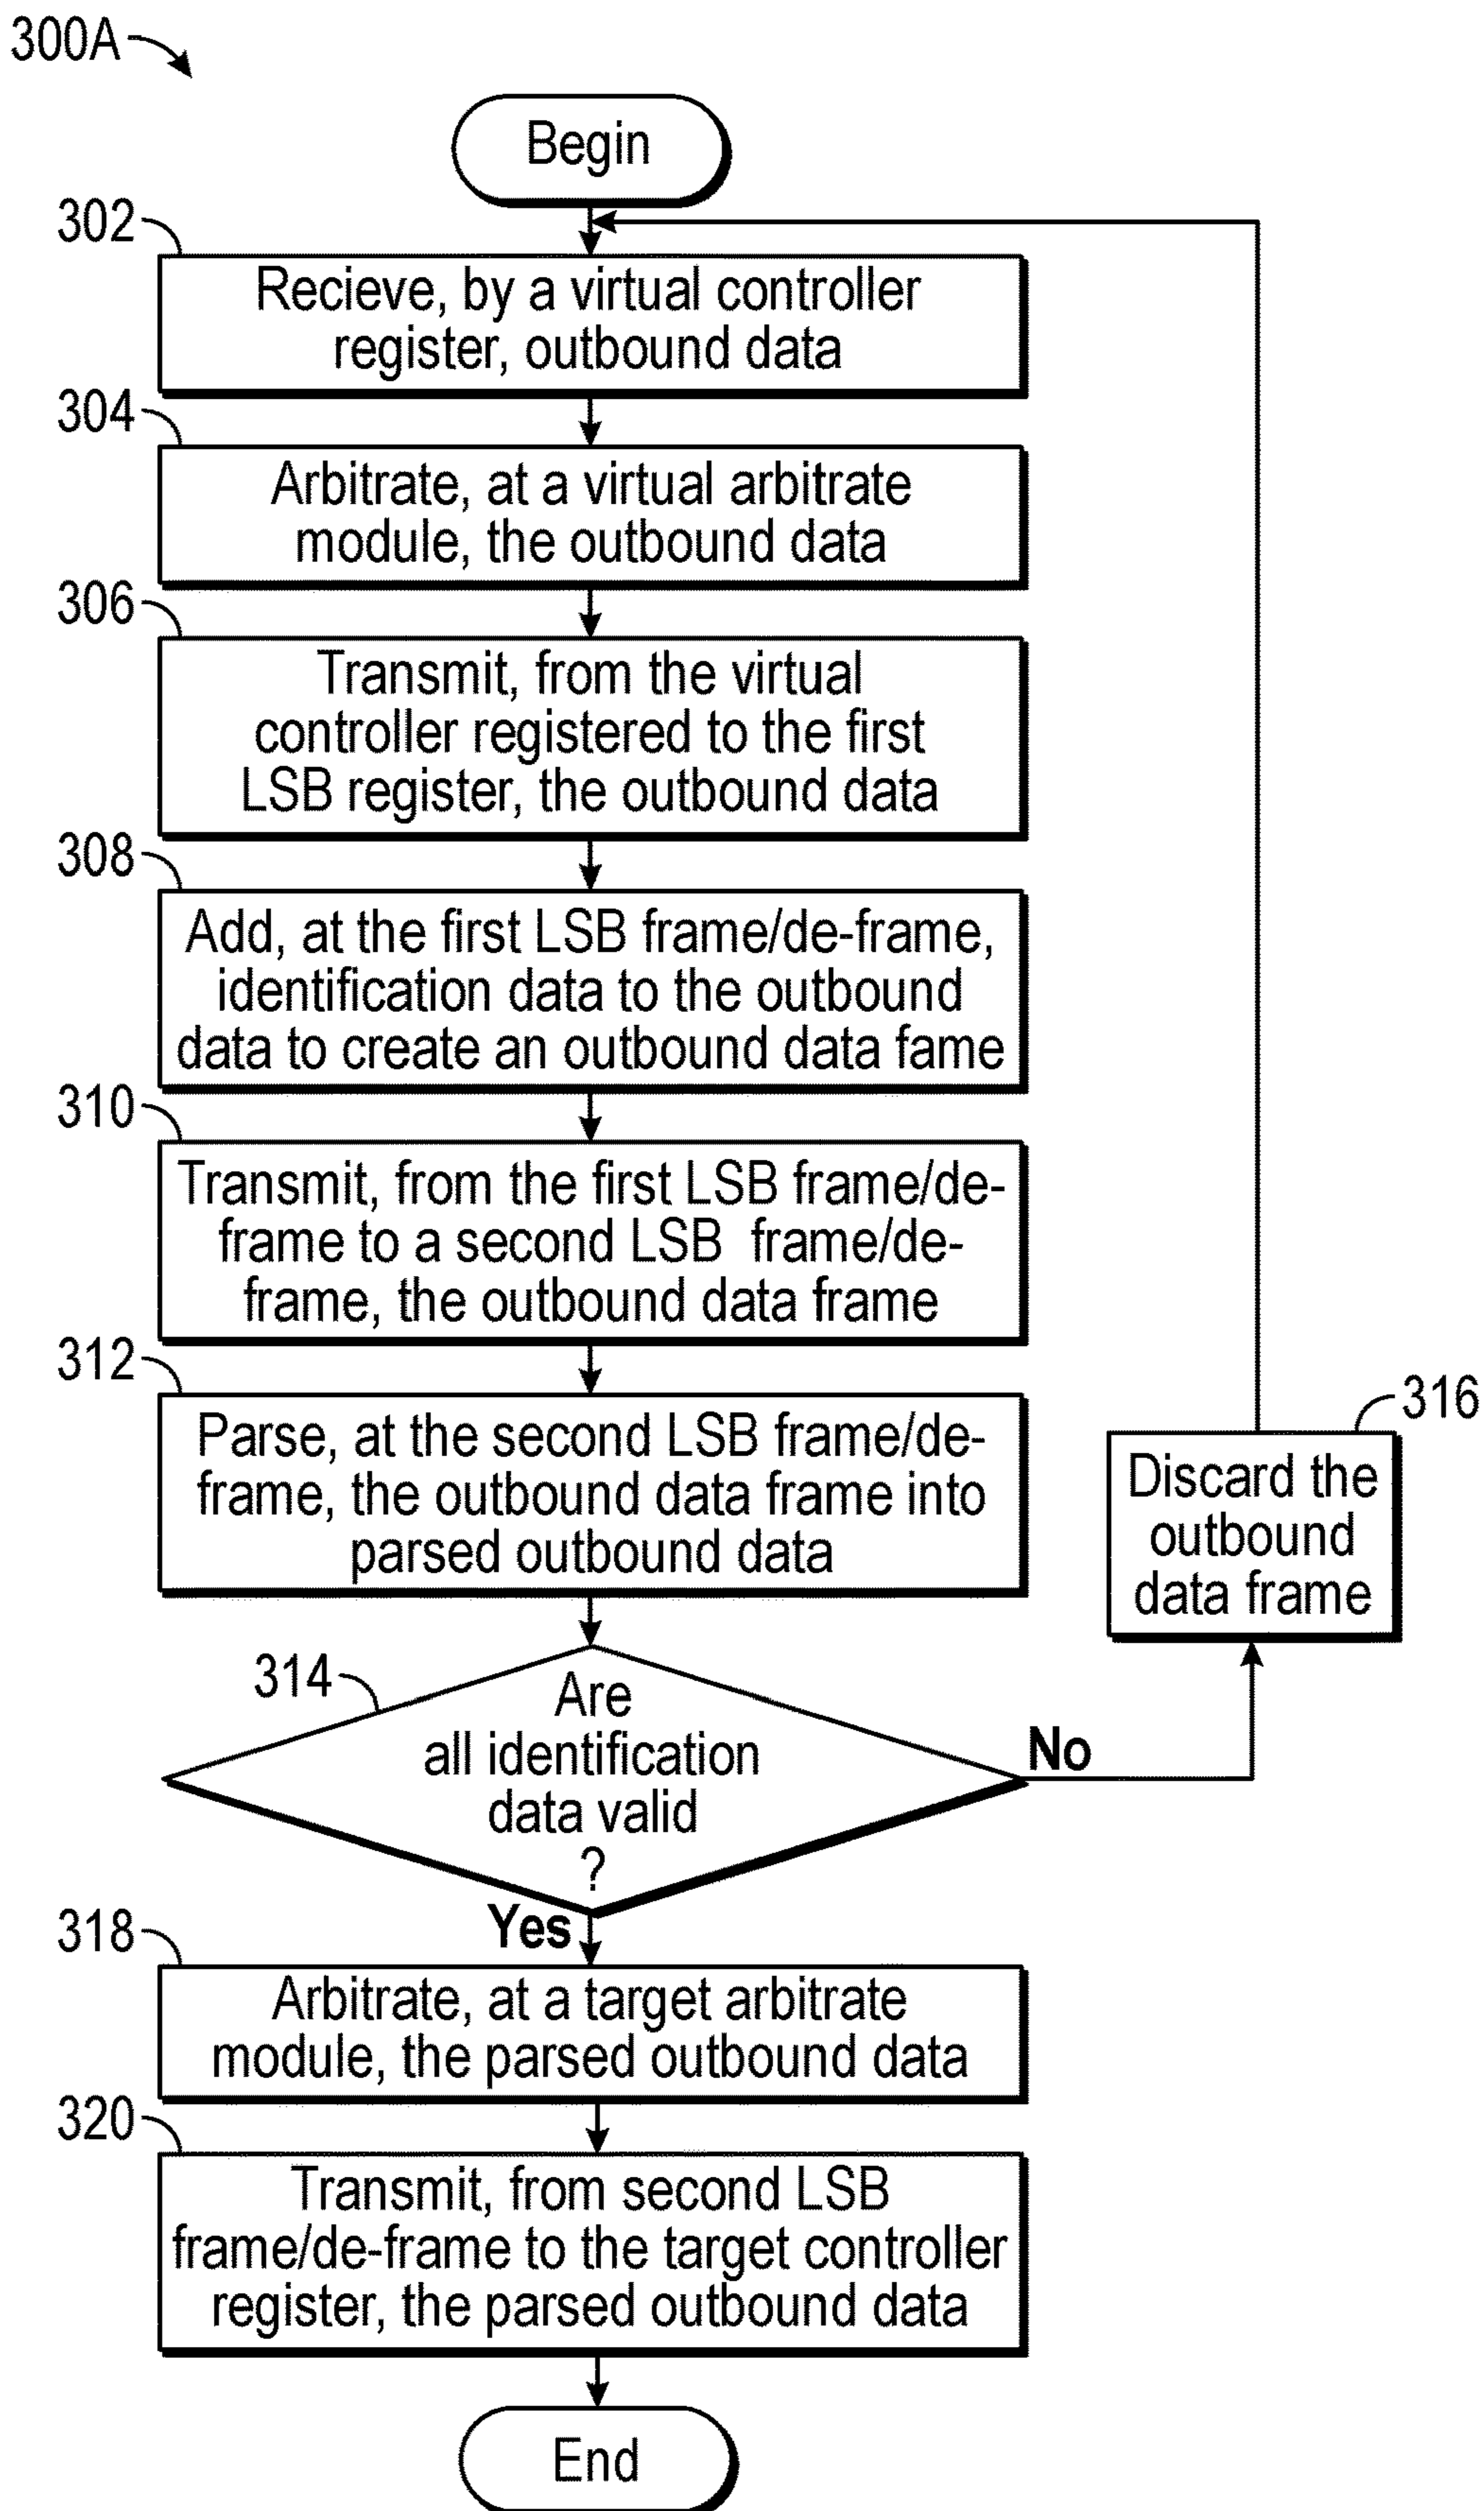 300A
Begin
302
Recieve, by a virtual controller
register, outbound data
304
Arbitrate, at a virtual arbitrate
module, the outbound data
306
Transmit, from the virtual
controller registered to the first
LSB register, the outbound data
308
Add, at the first LSB frame/de-frame,
identification data to the outbound
data to create an outbound data fame
310
Transmit, from the first LSB frame/de-
frame to a second LSB frame/de-
frame, the outbound data frame
312
Parse, at the second LSB frame/de-
frame, the outbound data frame into
parsed outbound data
314
Are
all identification
data valid
?
No
316
Discard the
outbound
data frame
Yes
318
Arbitrate, at a target arbitrate
module, the parsed outbound data
320
Transmit, from second LSB
frame/de-frame to the target controller
register, the parsed outbound data
End